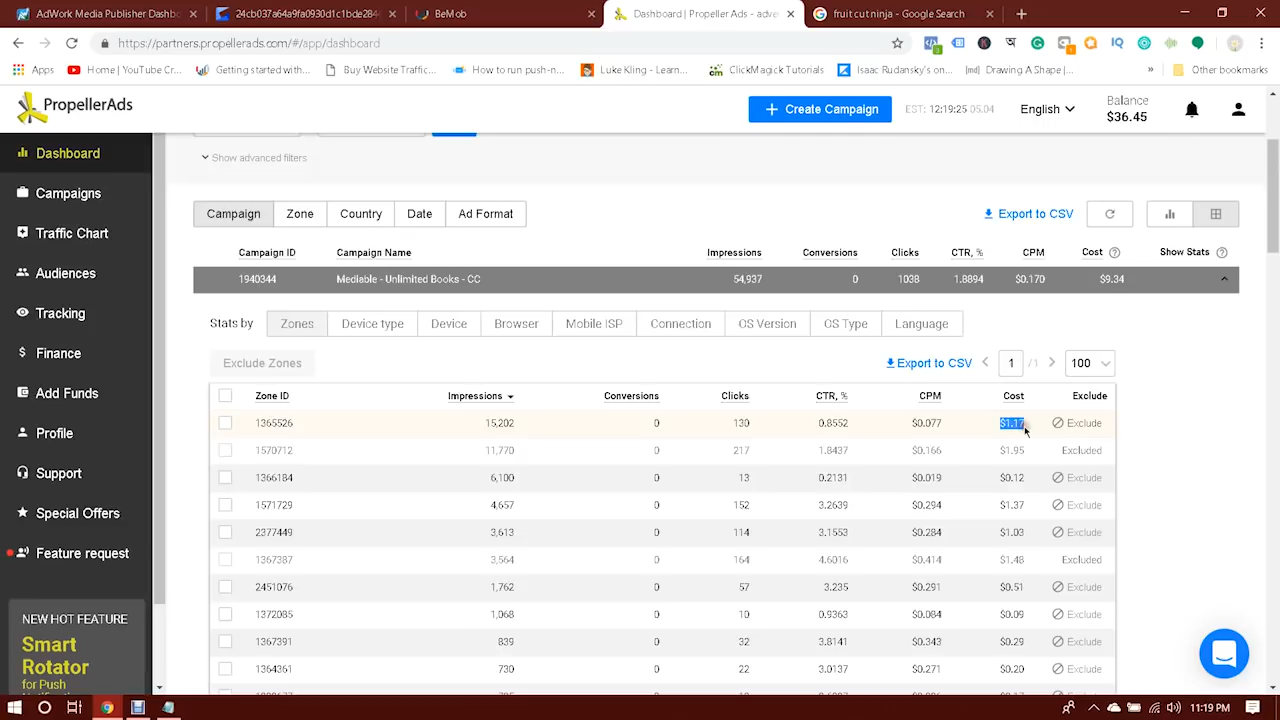 AdWork Media Publisher Dashbo
24cb037a64a9fa0930d1c1bde284
BeMob
Dashboard | Propeller Ads - adve
fruit cut ninja - Google Search
https://partners.propellerads.com/#/app/dashboard
Apps
Home | YouTube Cr...
Getting started with...
Buy Website Traffic...
How to run push-n...
Luke Kling - Learn...
ClickMagick Tutorials
Isaac Rudansky's on...
Drawing A Shape |...
»
Other bookmarks
PropellerAds
+ Create Campaign
EST: 12:19:25 05.04
English
Balance
$36.45
Dashboard
Campaigns
Traffic Chart
Audiences
Tracking
Finance
Add Funds
Profile
Support
Special Offers
Feature request
NEW HOT FEATURE
Smart
Rotator
for Push
Show advanced filters
Campaign Zone Country Date Ad Format
Export to CSV
Campaign ID Campaign Name Impressions Conversions Clicks CTR, % CPM Cost Show Stats
1940344 Mediable - Unlimited Books - CC 54,937 0 1038 1.8894 $0.170 $9.34
Stats by Zones Device type Device Browser Mobile ISP Connection OS Version OS Type Language
Exclude Zones
Export to CSV 1 /1 100
Zone ID Impressions Conversions Clicks CTR, % CPM Cost Exclude
1365526 15,202 0 130 0.8552 $0.077 $1.17 Exclude
1570712 11,770 0 217 1.8437 $0.166 $1.95 Excluded
1366184 6,100 0 13 0.2131 $0.019 $0.12 Exclude
1571729 4,657 0 152 3.2639 $0.294 $1.37 Exclude
2377449 3,613 0 114 3.1553 $0.284 $1.03 Exclude
1367387 3,564 0 164 4.6016 $0.414 $1.48 Excluded
2451076 1,762 0 57 3.235 $0.291 $0.51 Exclude
1372085 1,068 0 10 0.9363 $0.084 $0.09 Exclude
1367391 839 0 32 3.8141 $0.343 $0.29 Exclude
1364361 730 0 22 3.0137 $0.271 $0.20 Exclude
11:19 PM